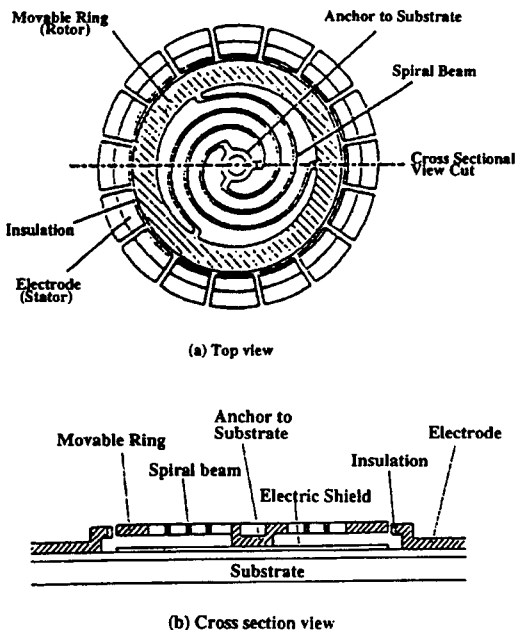 Movable Ring
(Rotor)
Anchor to Substrate
Spiral Beam
Cross Sectional
View Cut
Insulation
Electrode
(Stator)
(a) Top view
Anchor to
Substrate
Electrode
Movable Ring
Insulation
Spiral beam
Electric Shield
Substrate
(b) Cross section view